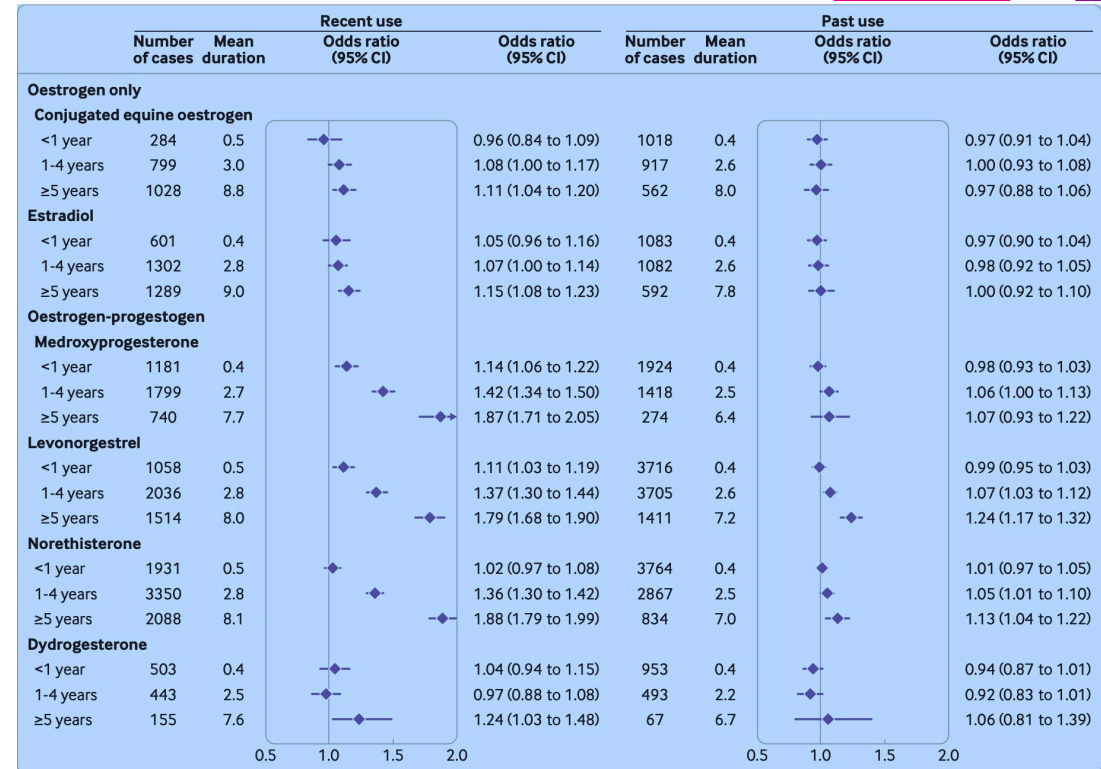 Recent use Past use
Number of cases Mean duration Odds ratio (95% CI) Odds ratio (95% CI) Number of cases Mean duration Odds ratio (95% CI) Odds ratio (95% CI)
Oestrogen only
Conjugated equine oestrogen
<1 year 284 0.5 0.96 (0.84 to 1.09) 1018 0.4 0.97 (0.91 to 1.04)
1-4 years 799 3.0 1.08 (1.00 to 1.17) 917 2.6 1.00 (0.93 to 1.08)
≥5 years 1028 8.8 1.11 (1.04 to 1.20) 562 8.0 0.97 (0.88 to 1.06)
Estradiol
<1 year 601 0.4 1.05 (0.96 to 1.16) 1083 0.4 0.97 (0.90 to 1.04)
1-4 years 1302 2.8 1.07 (1.00 to 1.14) 1082 2.6 0.98 (0.92 to 1.05)
≥5 years 1289 9.0 1.15 (1.08 to 1.23) 592 7.8 1.00 (0.92 to 1.10)
Oestrogen-progestogen
Medroxyprogesterone
<1 year 1181 0.4 1.14 (1.06 to 1.22) 1924 0.4 0.98 (0.93 to 1.03)
1-4 years 1799 2.7 1.42 (1.34 to 1.50) 1418 2.5 1.06 (1.00 to 1.13)
≥5 years 740 7.7 1.87 (1.71 to 2.05) 274 6.4 1.07 (0.93 to 1.22)
Levonorgestrel
<1 year 1058 0.5 1.11 (1.03 to 1.19) 3716 0.4 0.99 (0.95 to 1.03)
1-4 years 2036 2.8 1.37 (1.30 to 1.44) 3705 2.6 1.07 (1.03 to 1.12)
≥5 years 1514 8.0 1.79 (1.68 to 1.90) 1411 7.2 1.24 (1.17 to 1.32)
Norethisterone
<1 year 1931 0.5 1.02 (0.97 to 1.08) 3764 0.4 1.01 (0.97 to 1.05)
1-4 years 3350 2.8 1.36 (1.30 to 1.42) 2867 2.5 1.05 (1.01 to 1.10)
≥5 years 2088 8.1 1.88 (1.79 to 1.99) 834 7.0 1.13 (1.04 to 1.22)
Dydrogesterone
<1 year 503 0.4 1.04 (0.94 to 1.15) 953 0.4 0.94 (0.87 to 1.01)
1-4 years 443 2.5 0.97 (0.88 to 1.08) 493 2.2 0.92 (0.83 to 1.01)
≥5 years 155 7.6 1.24 (1.03 to 1.48) 67 6.7 1.06 (0.81 to 1.39)
0.5 1.0 1.5 2.0 0.5 1.0 1.5 2.0